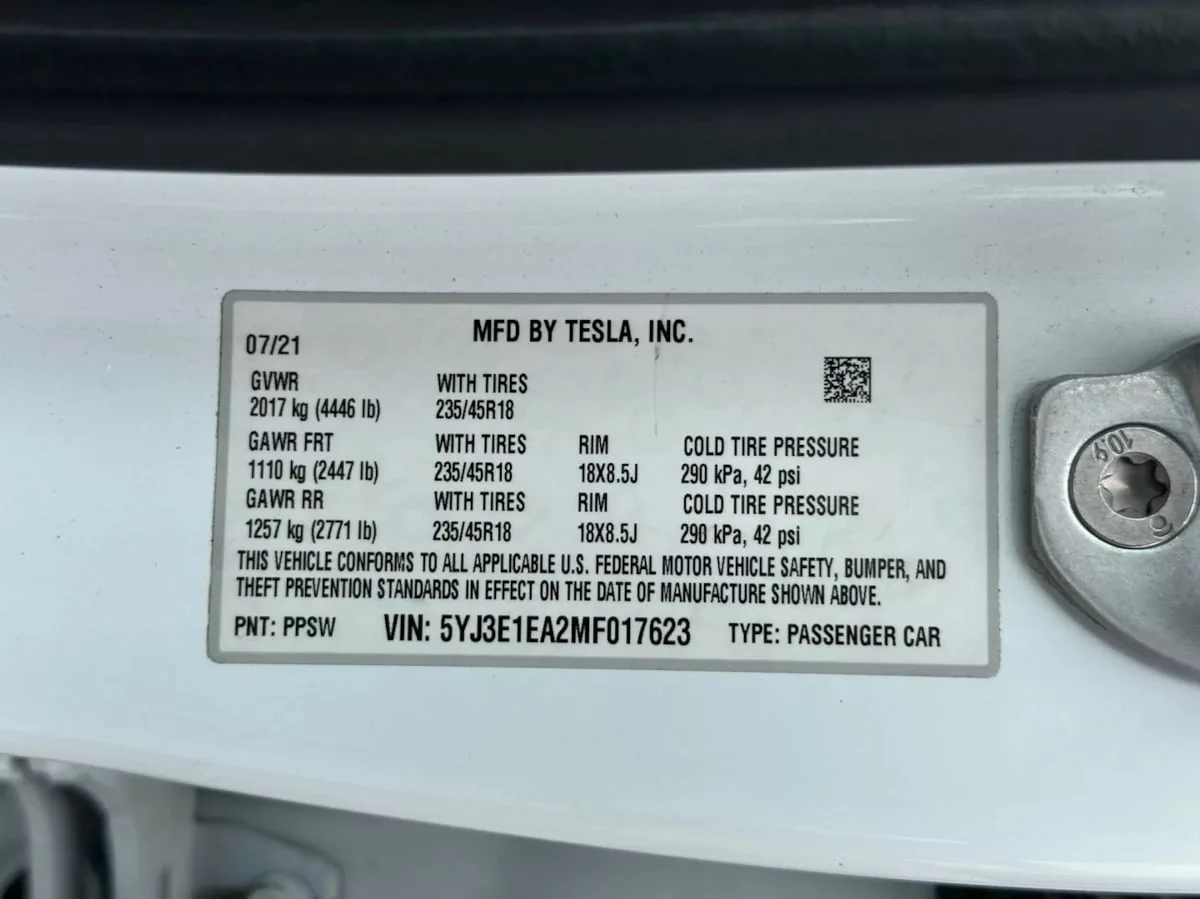 MFD BY TESLA, INC.
07/21
GVWR WITH TIRES
2017 kg (4446 lb) 235/45R18
GAWR FRT WITH TIRES RIM COLD TIRE PRESSURE
1110 kg (2447 lb) 235/45R18 18X8.5J 290 kPa, 42 psi
GAWR RR WITH TIRES RIM COLD TIRE PRESSURE
1257 kg (2771 lb) 235/45R18 18X8.5J 290 kPa, 42 psi
THIS VEHICLE CONFORMS TO ALL APPLICABLE U.S. FEDERAL MOTOR VEHICLE SAFETY, BUMPER, AND
THEFT PREVENTION STANDARDS IN EFFECT ON THE DATE OF MANUFACTURE SHOWN ABOVE.
PNT: PPSW VIN: 5YJ3E1EA2MF017623 TYPE: PASSENGER CAR
10.9